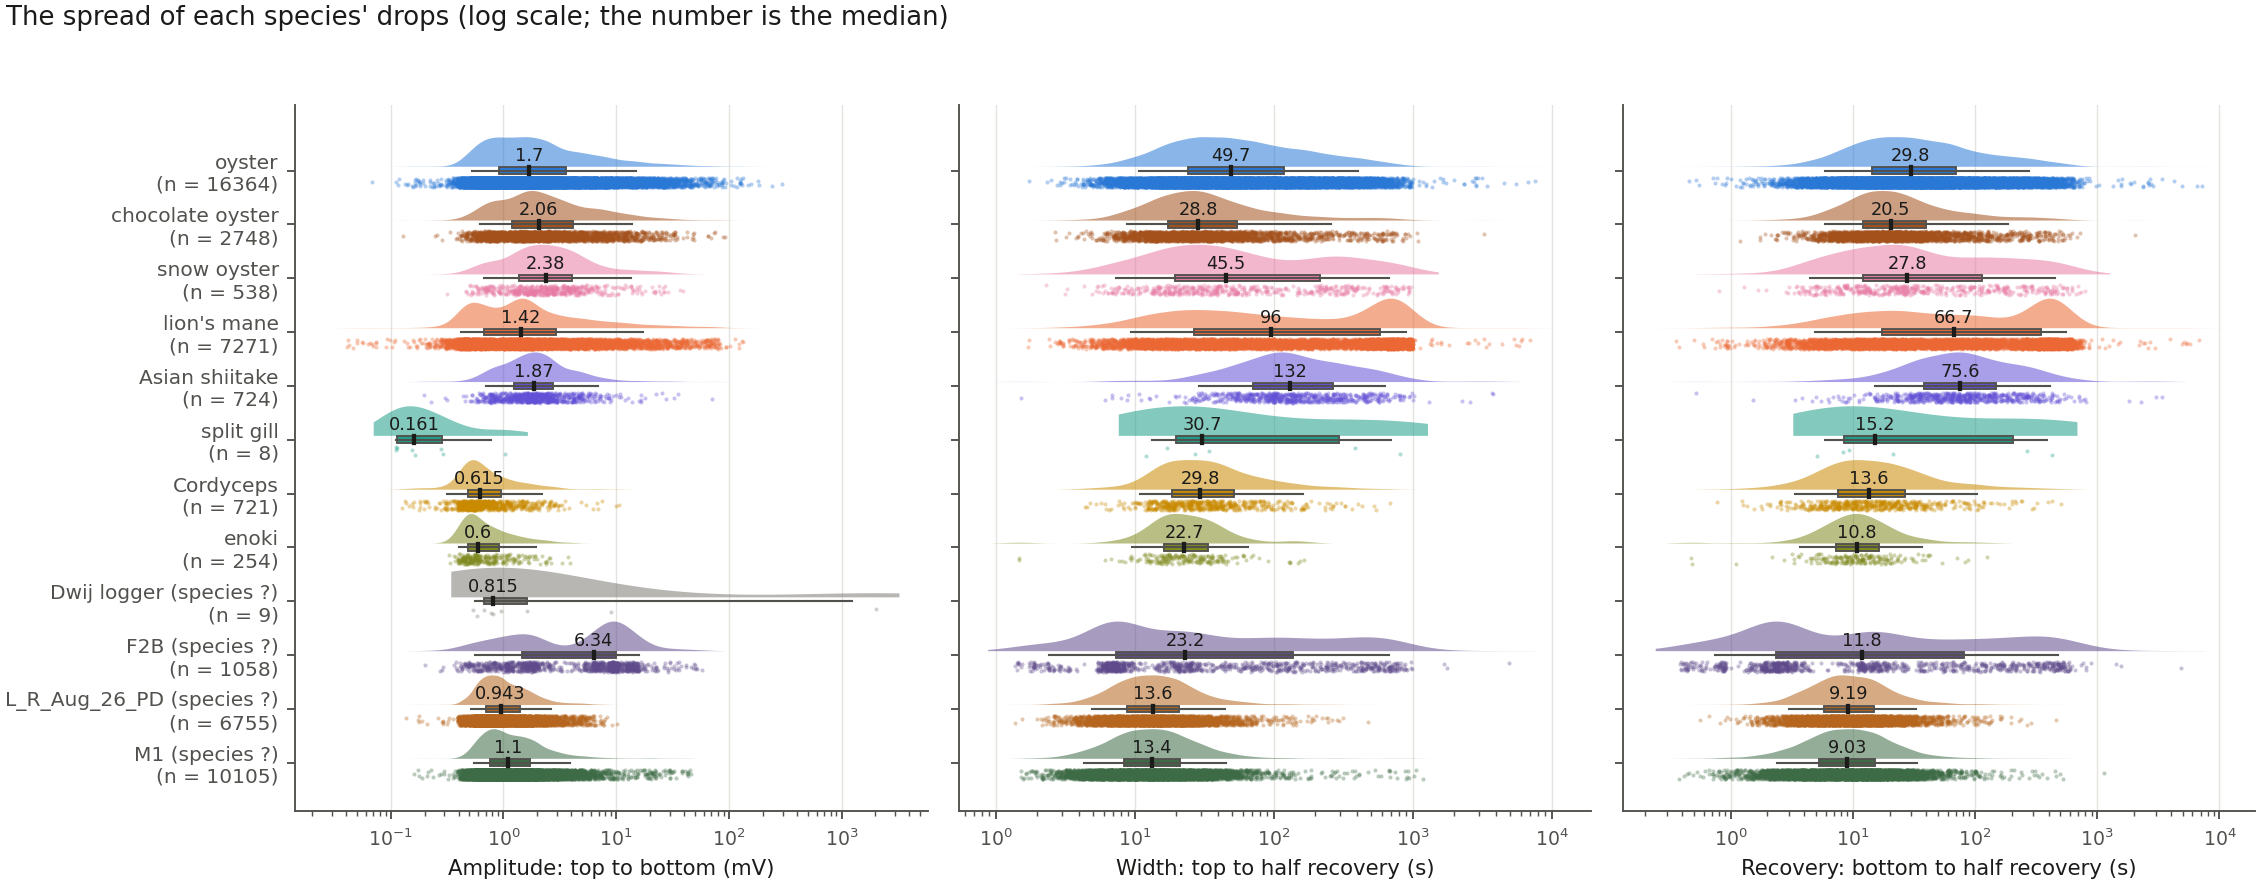 The spread of each species' drops (log scale; the number is the median)
oyster
(n = 16364)
chocolate oyster
(n = 2748)
snow oyster
(n = 538)
lion's mane
(n = 7271)
Asian shiitake
(n = 724)
split gill
(n = 8)
Cordyceps
(n = 721)
enoki
(n = 254)
Dwij logger (species ?)
(n = 9)
F2B (species ?)
(n = 1058)
L_R_Aug_26_PD (species ?)
(n = 6755)
M1 (species ?)
(n = 10105)
1.7
2.06
2.38
1.42
1.87
0.161
0.615
0.6
0.815
6.34
0.943
1.1
10⁻¹ 10⁰ 10¹ 10² 10³
Amplitude: top to bottom (mV)
49.7
28.8
45.5
96
132
30.7
29.8
22.7
23.2
13.6
13.4
10⁰ 10¹ 10² 10³ 10⁴
Width: top to half recovery (s)
29.8
20.5
27.8
66.7
75.6
15.2
13.6
10.8
11.8
9.19
9.03
10⁰ 10¹ 10² 10³ 10⁴
Recovery: bottom to half recovery (s)